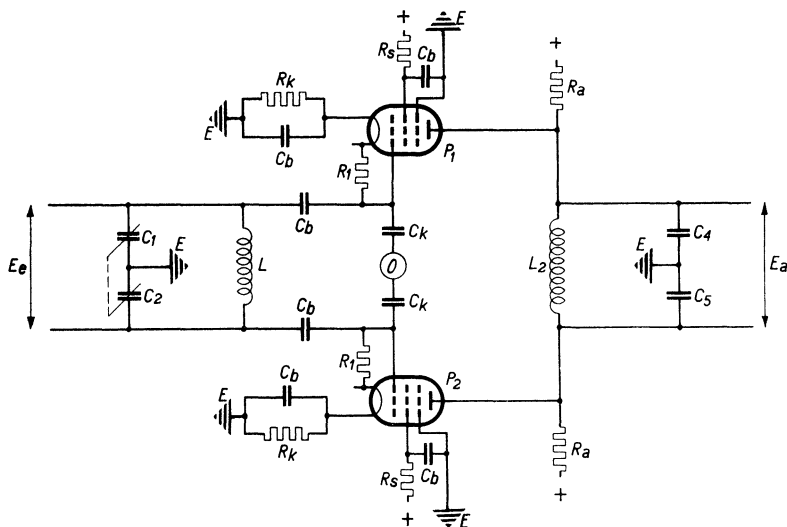 +
E
Rs
Cb
+
Rk
Ra
E
Cb
P1
R1
Cb
Ck
C1
E
C4
Ee
L
O
L2
E
Ea
C2
Ck
C5
Cb
R1
P2
Cb
E
Rk
Cb
Ra
Rs
+
E
+